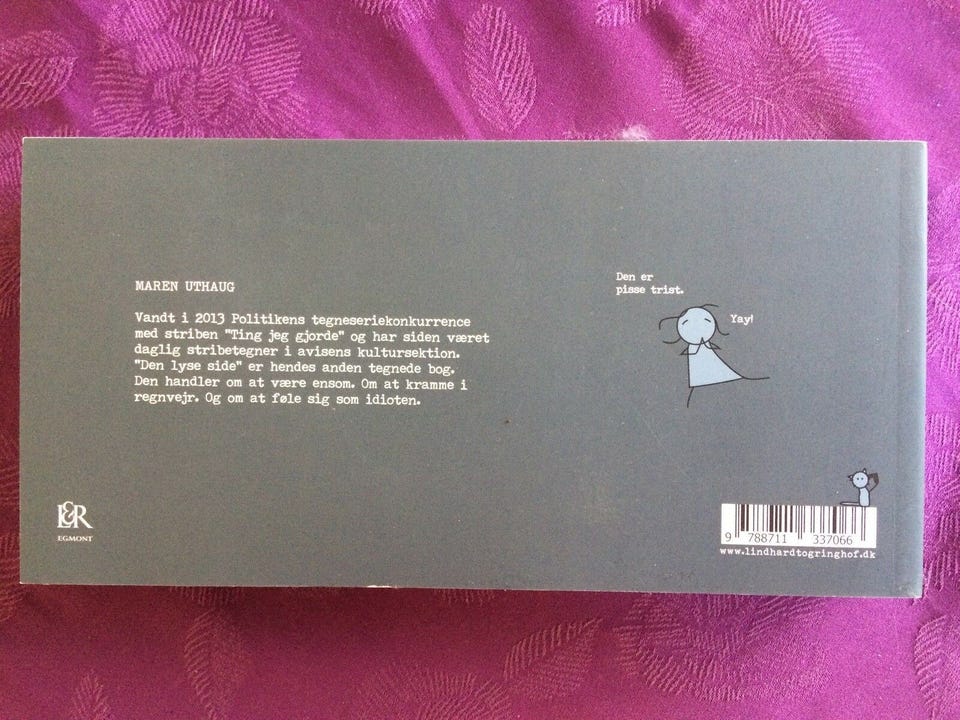 MAREN UTHAUG
Vandt i 2013 Politikens tegneseriekonkurrence
med striben "Ting jeg gjorde" og har siden været
daglig stribetegner i avisens kultursektion.
"Den lyse side" er hendes anden tegnede bog.
Den handler om at være ensom. Om at kramme i
regnvejr. Og om at føle sig som idioten.
Den er
pisse trist.
Yay!
L&R
EGMONT
9 788711 337066
www.lindhardtogringhof.dk